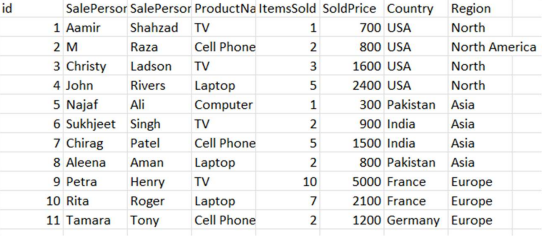 id SalePerson SalePerson ProductNa ItemsSold SoldPrice Country Region
1 Aamir Shahzad TV 1 700 USA North
2 M Raza Cell Phone 2 800 USA North America
3 Christy Ladson TV 3 1600 USA North
4 John Rivers Laptop 5 2400 USA North
5 Najaf Ali Computer 1 300 Pakistan Asia
6 Sukhjeet Singh TV 2 900 India Asia
7 Chirag Patel Cell Phone 5 1500 India Asia
8 Aleena Aman Laptop 2 800 Pakistan Asia
9 Petra Henry TV 10 5000 France Europe
10 Rita Roger Laptop 7 2100 France Europe
11 Tamara Tony Cell Phone 2 1200 Germany Europe